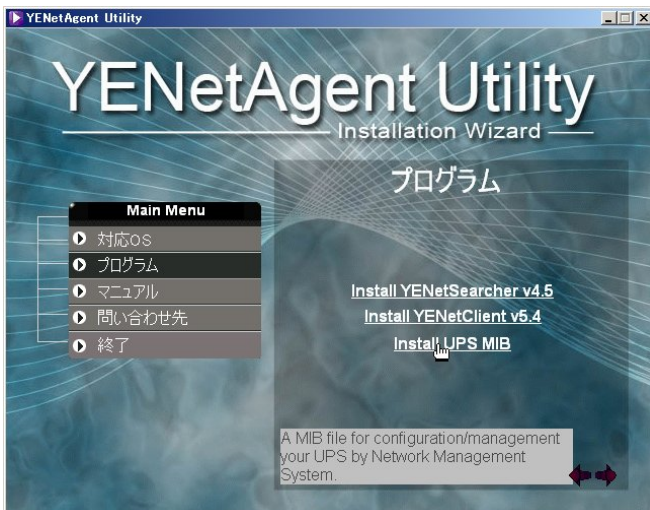 YENetAgent Utility
YENetAgent Utility
Installation Wizard
プログラム
Main Menu
対応OS
プログラム
マニュアル
問い合わせ先
終了
Install YENetSearcher v4.5
Install YENetClient v5.4
Install UPS MIB
A MIB file for configuration/management
your UPS by Network Management
System.